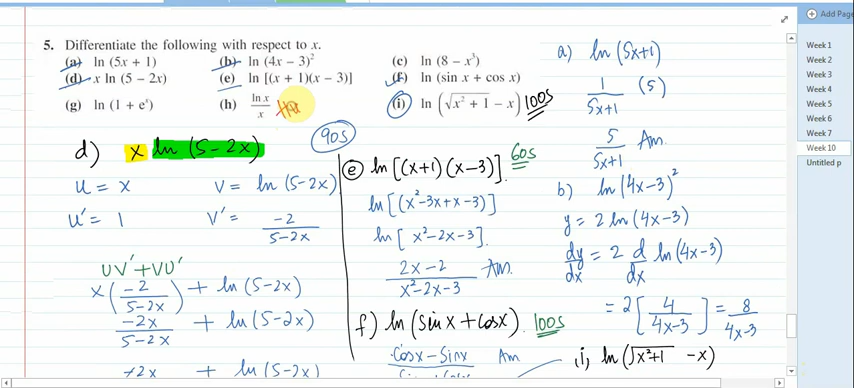 5. Differentiate the following with respect to x.
(a) ln (5x + 1) (b) ln (4x − 3)² (c) ln (8 − x³)
(d) x ln (5 − 2x) (e) ln [(x + 1)(x − 3)] (f) ln (sin x + cos x)
(g) ln (1 + eˣ) (h) ln x / x (i) ln (√(x² + 1) − x) 100s
90s
d) x ln (5-2x)
u = x v = ln (5-2x)
u' = 1 v' = -2 / 5-2x
uv' + vu'
x (-2 / 5-2x) + ln (5-2x)
-2x / 5-2x + ln (5-2x)
-2x + ln (5-2x)
e) ln [(x+1) (x-3)] 60s
ln [(x²-3x+x-3)]
ln [x²-2x-3].
2x-2 / x²-2x-3 Ans.
f) ln (sinx + cosx). 100s
cosx - sinx Ans
a) ln (5x+1)
1 / 5x+1 (5)
5 / 5x+1 Ans.
b) ln (4x-3)²
y = 2 ln (4x-3)
dy/dx = 2 d/dx ln (4x-3)
= 2 [4 / 4x-3] = 8 / 4x-3
i) ln (√x²+1 - x)
Add Page
Week 1
Week 2
Week 3
Week 4
Week 5
Week 6
Week 7
Week 10
Untitled p